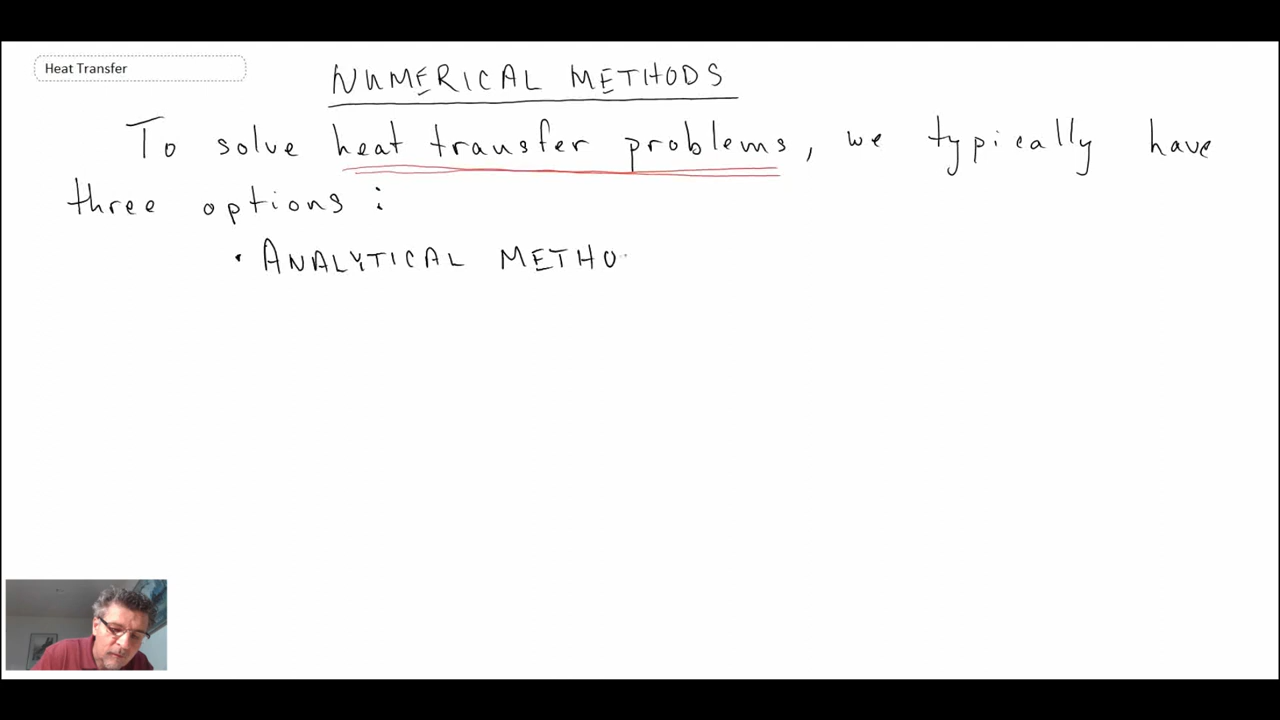 Heat Transfer
NUMERICAL METHODS
To solve heat transfer problems, we typically have
three options :
• ANALYTICAL METHO